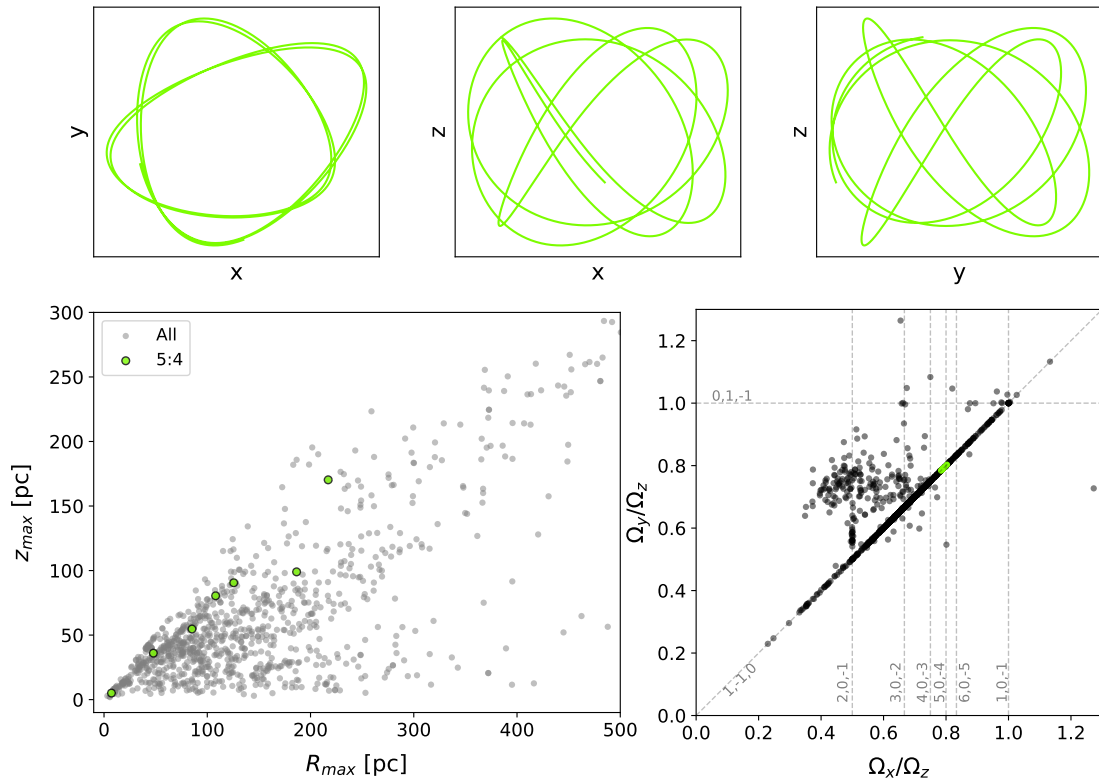 y
x
z
x
z
y
300
250
200
150
100
50
0
z_max [pc]
All
5:4
0 100 200 300 400 500
R_max [pc]
1.2
1.0
0.8
0.6
0.4
0.2
0.0
Ω_y/Ω_z
0,1,-1
1,-1,0
2,0,-1
3,0,-2
4,0,-3
5,0,-4
6,0,-5
1,0,-1
0.0 0.2 0.4 0.6 0.8 1.0 1.2
Ω_x/Ω_z